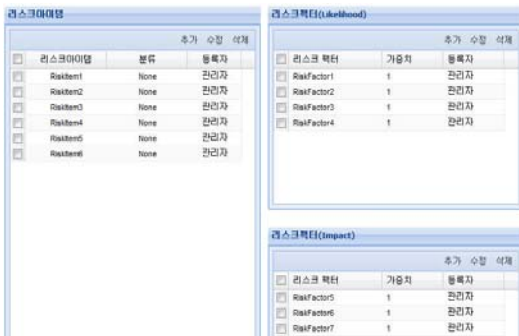 리스크아이템
추가 수정 삭제
리스크아이템 분류 등록자
RiskItem1 None 관리자
RiskItem2 None 관리자
RiskItem3 None 관리자
RiskItem4 None 관리자
RiskItem5 None 관리자
RiskItem6 None 관리자
리스크팩터(Likelihood)
추가 수정 삭제
리스크 팩터 가중치 등록자
RiskFactor1 1 관리자
RiskFactor2 1 관리자
RiskFactor3 1 관리자
RiskFactor4 1 관리자
리스크팩터(Impact)
추가 수정 삭제
리스크 팩터 가중치 등록자
RiskFactor5 1 관리자
RiskFactor6 1 관리자
RiskFactor7 1 관리자